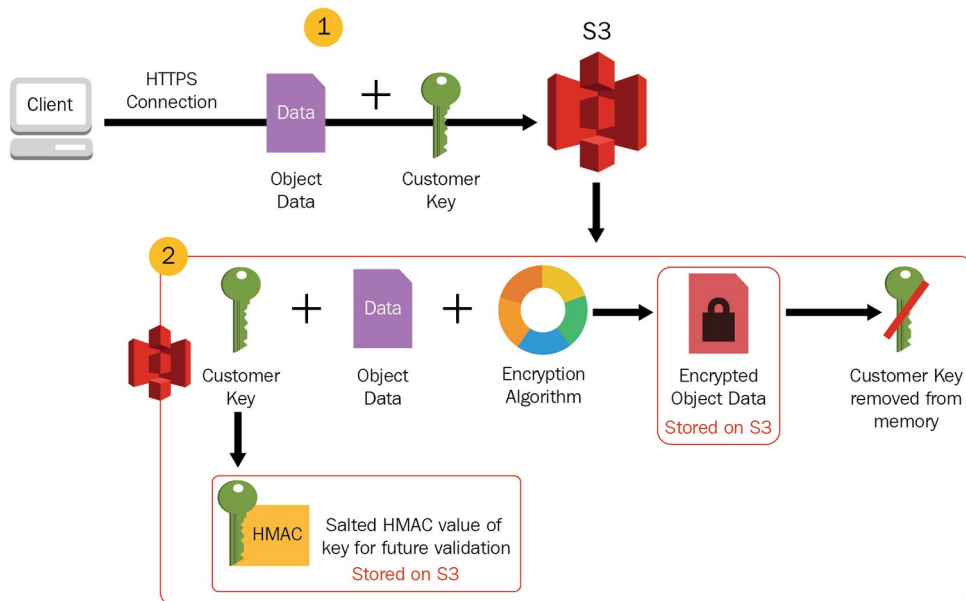 1
S3
Client
HTTPS
Connection
Data
Object
Data
Customer
Key
2
Customer
Key
Data
Object
Data
Encryption
Algorithm
Encrypted
Object Data
Stored on S3
Customer Key
removed from
memory
HMAC
Salted HMAC value of
key for future validation
Stored on S3